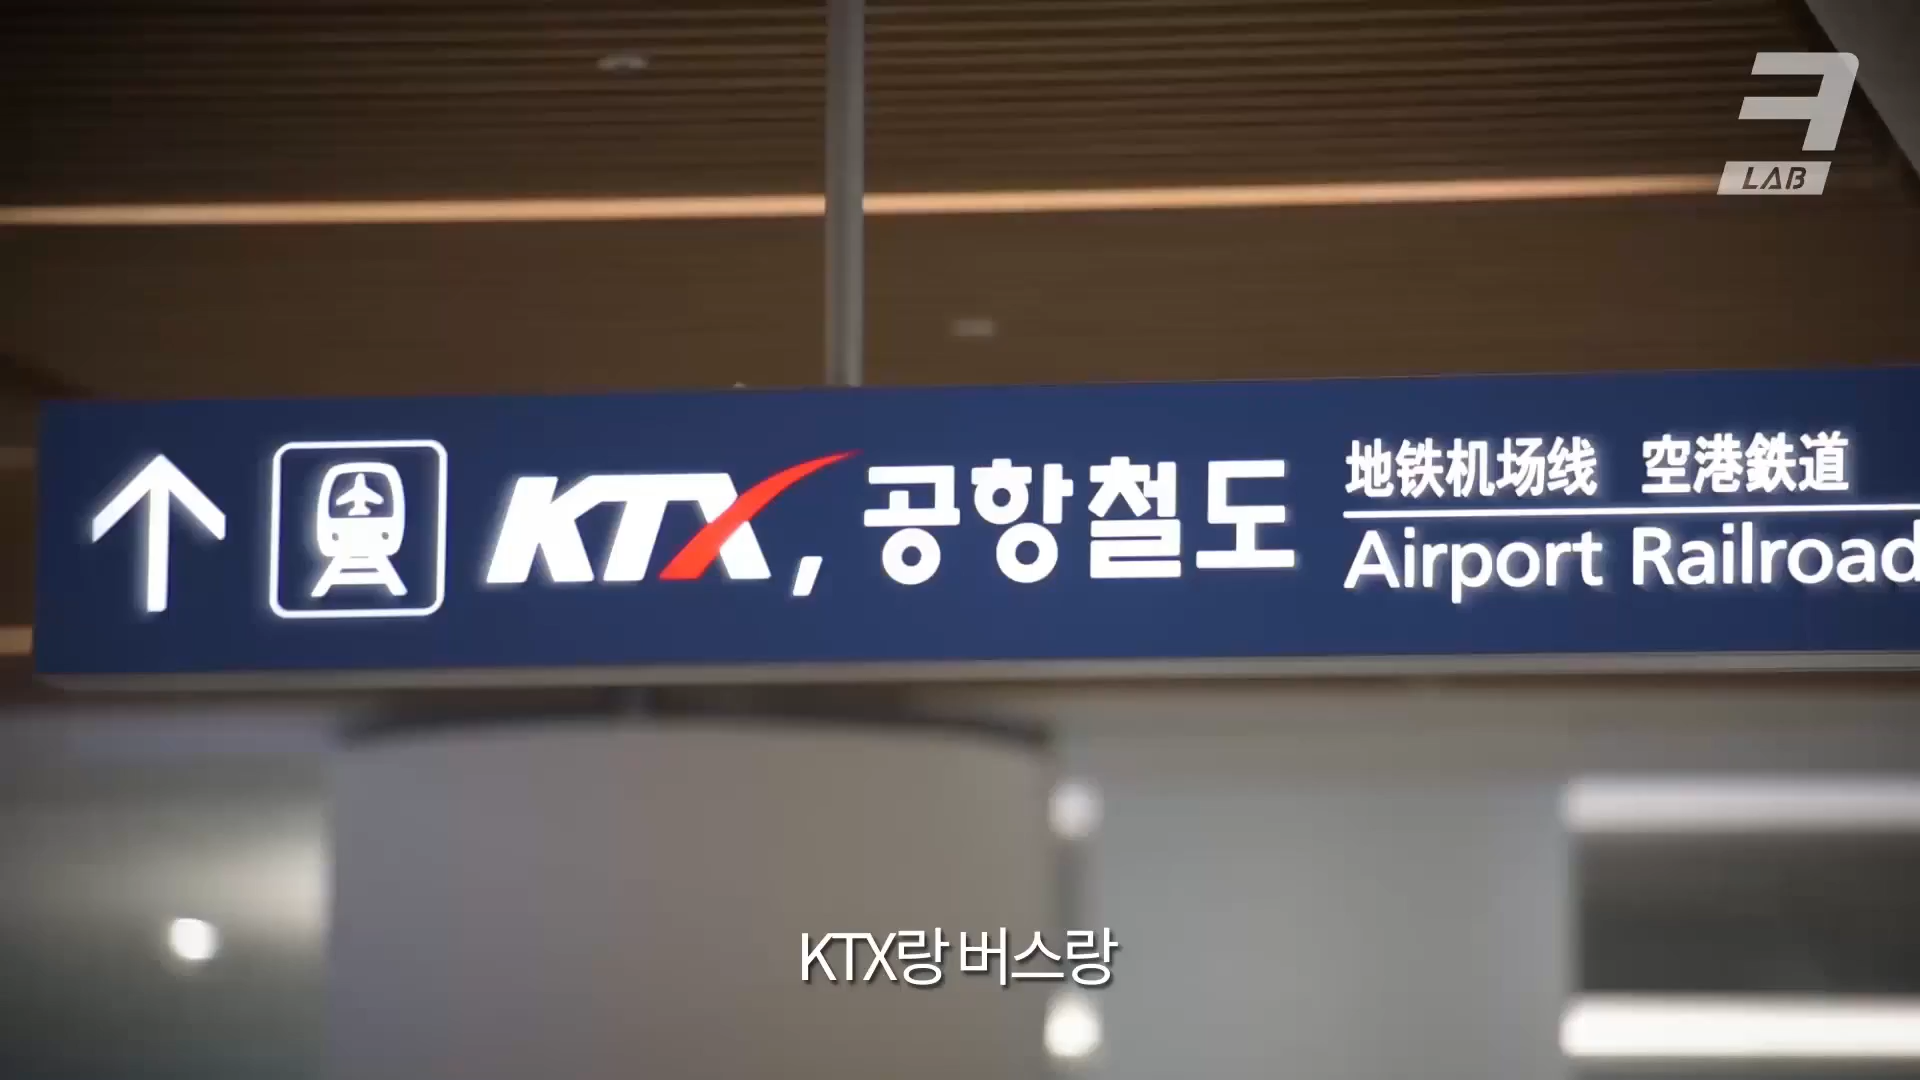 ㅋ
LAB
KTX, 공항철도
地铁机场线 空港鉄道
Airport Railroad
KTX랑 버스랑